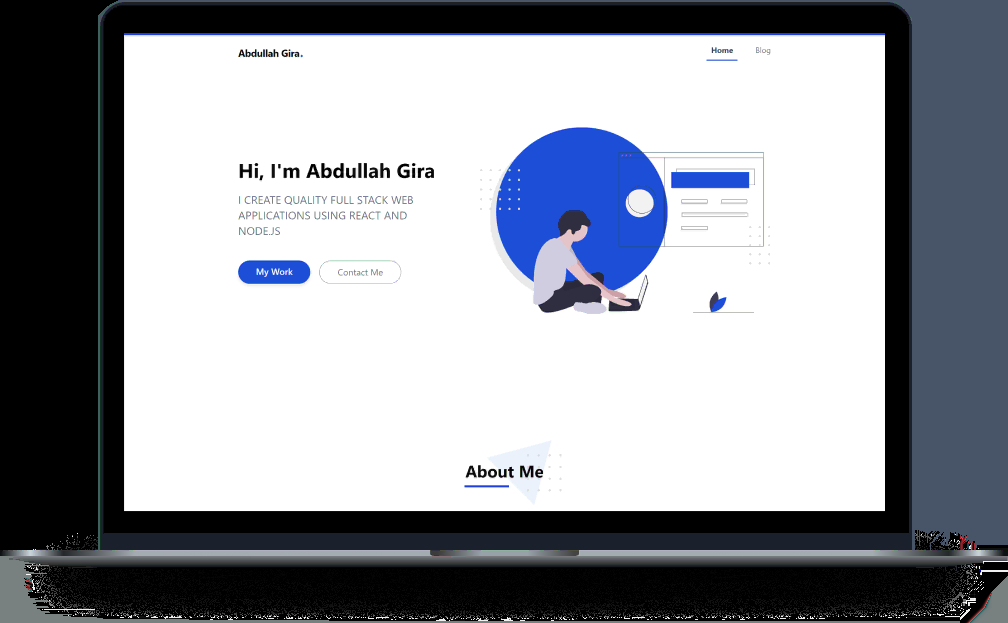 Abdullah Gira.
Home
Blog
Hi, I'm Abdullah Gira
I CREATE QUALITY FULL STACK WEB
APPLICATIONS USING REACT AND
NODE.JS
My Work
Contact Me
About Me